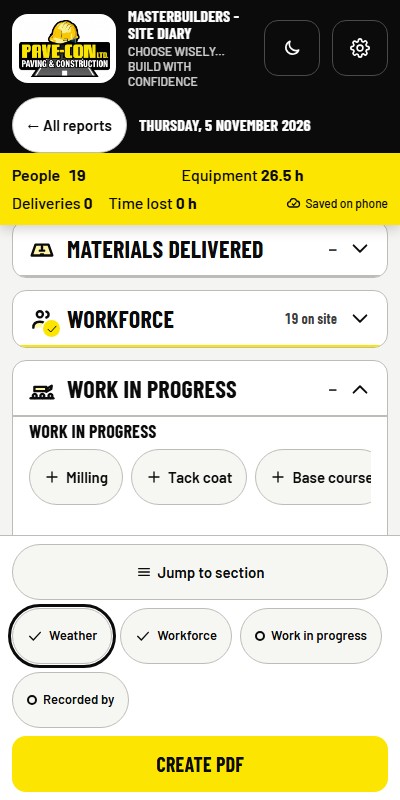 PAVE-CON LTD.
PAVING & CONSTRUCTION
MASTERBUILDERS –
SITE DIARY
CHOOSE WISELY...
BUILD WITH
CONFIDENCE
← All reports
THURSDAY, 5 NOVEMBER 2026
People 19
Equipment 26.5 h
Deliveries 0
Time lost 0 h
Saved on phone
MATERIALS DELIVERED –
WORKFORCE
19 on site
WORK IN PROGRESS –
WORK IN PROGRESS
+ Milling
+ Tack coat
+ Base course
Jump to section
Weather
Workforce
Work in progress
Recorded by
CREATE PDF